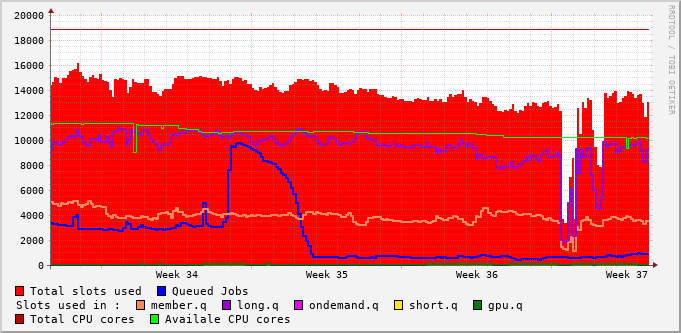 20000
18000
16000
14000
12000
10000
8000
6000
4000
2000
0
Week 34 Week 35 Week 36 Week 37
RRDTOOL / TOBI OETIKER
Total slots used Queued Jobs
Slots used in : member.q long.q ondemand.q short.q gpu.q
Total CPU cores Availale CPU cores